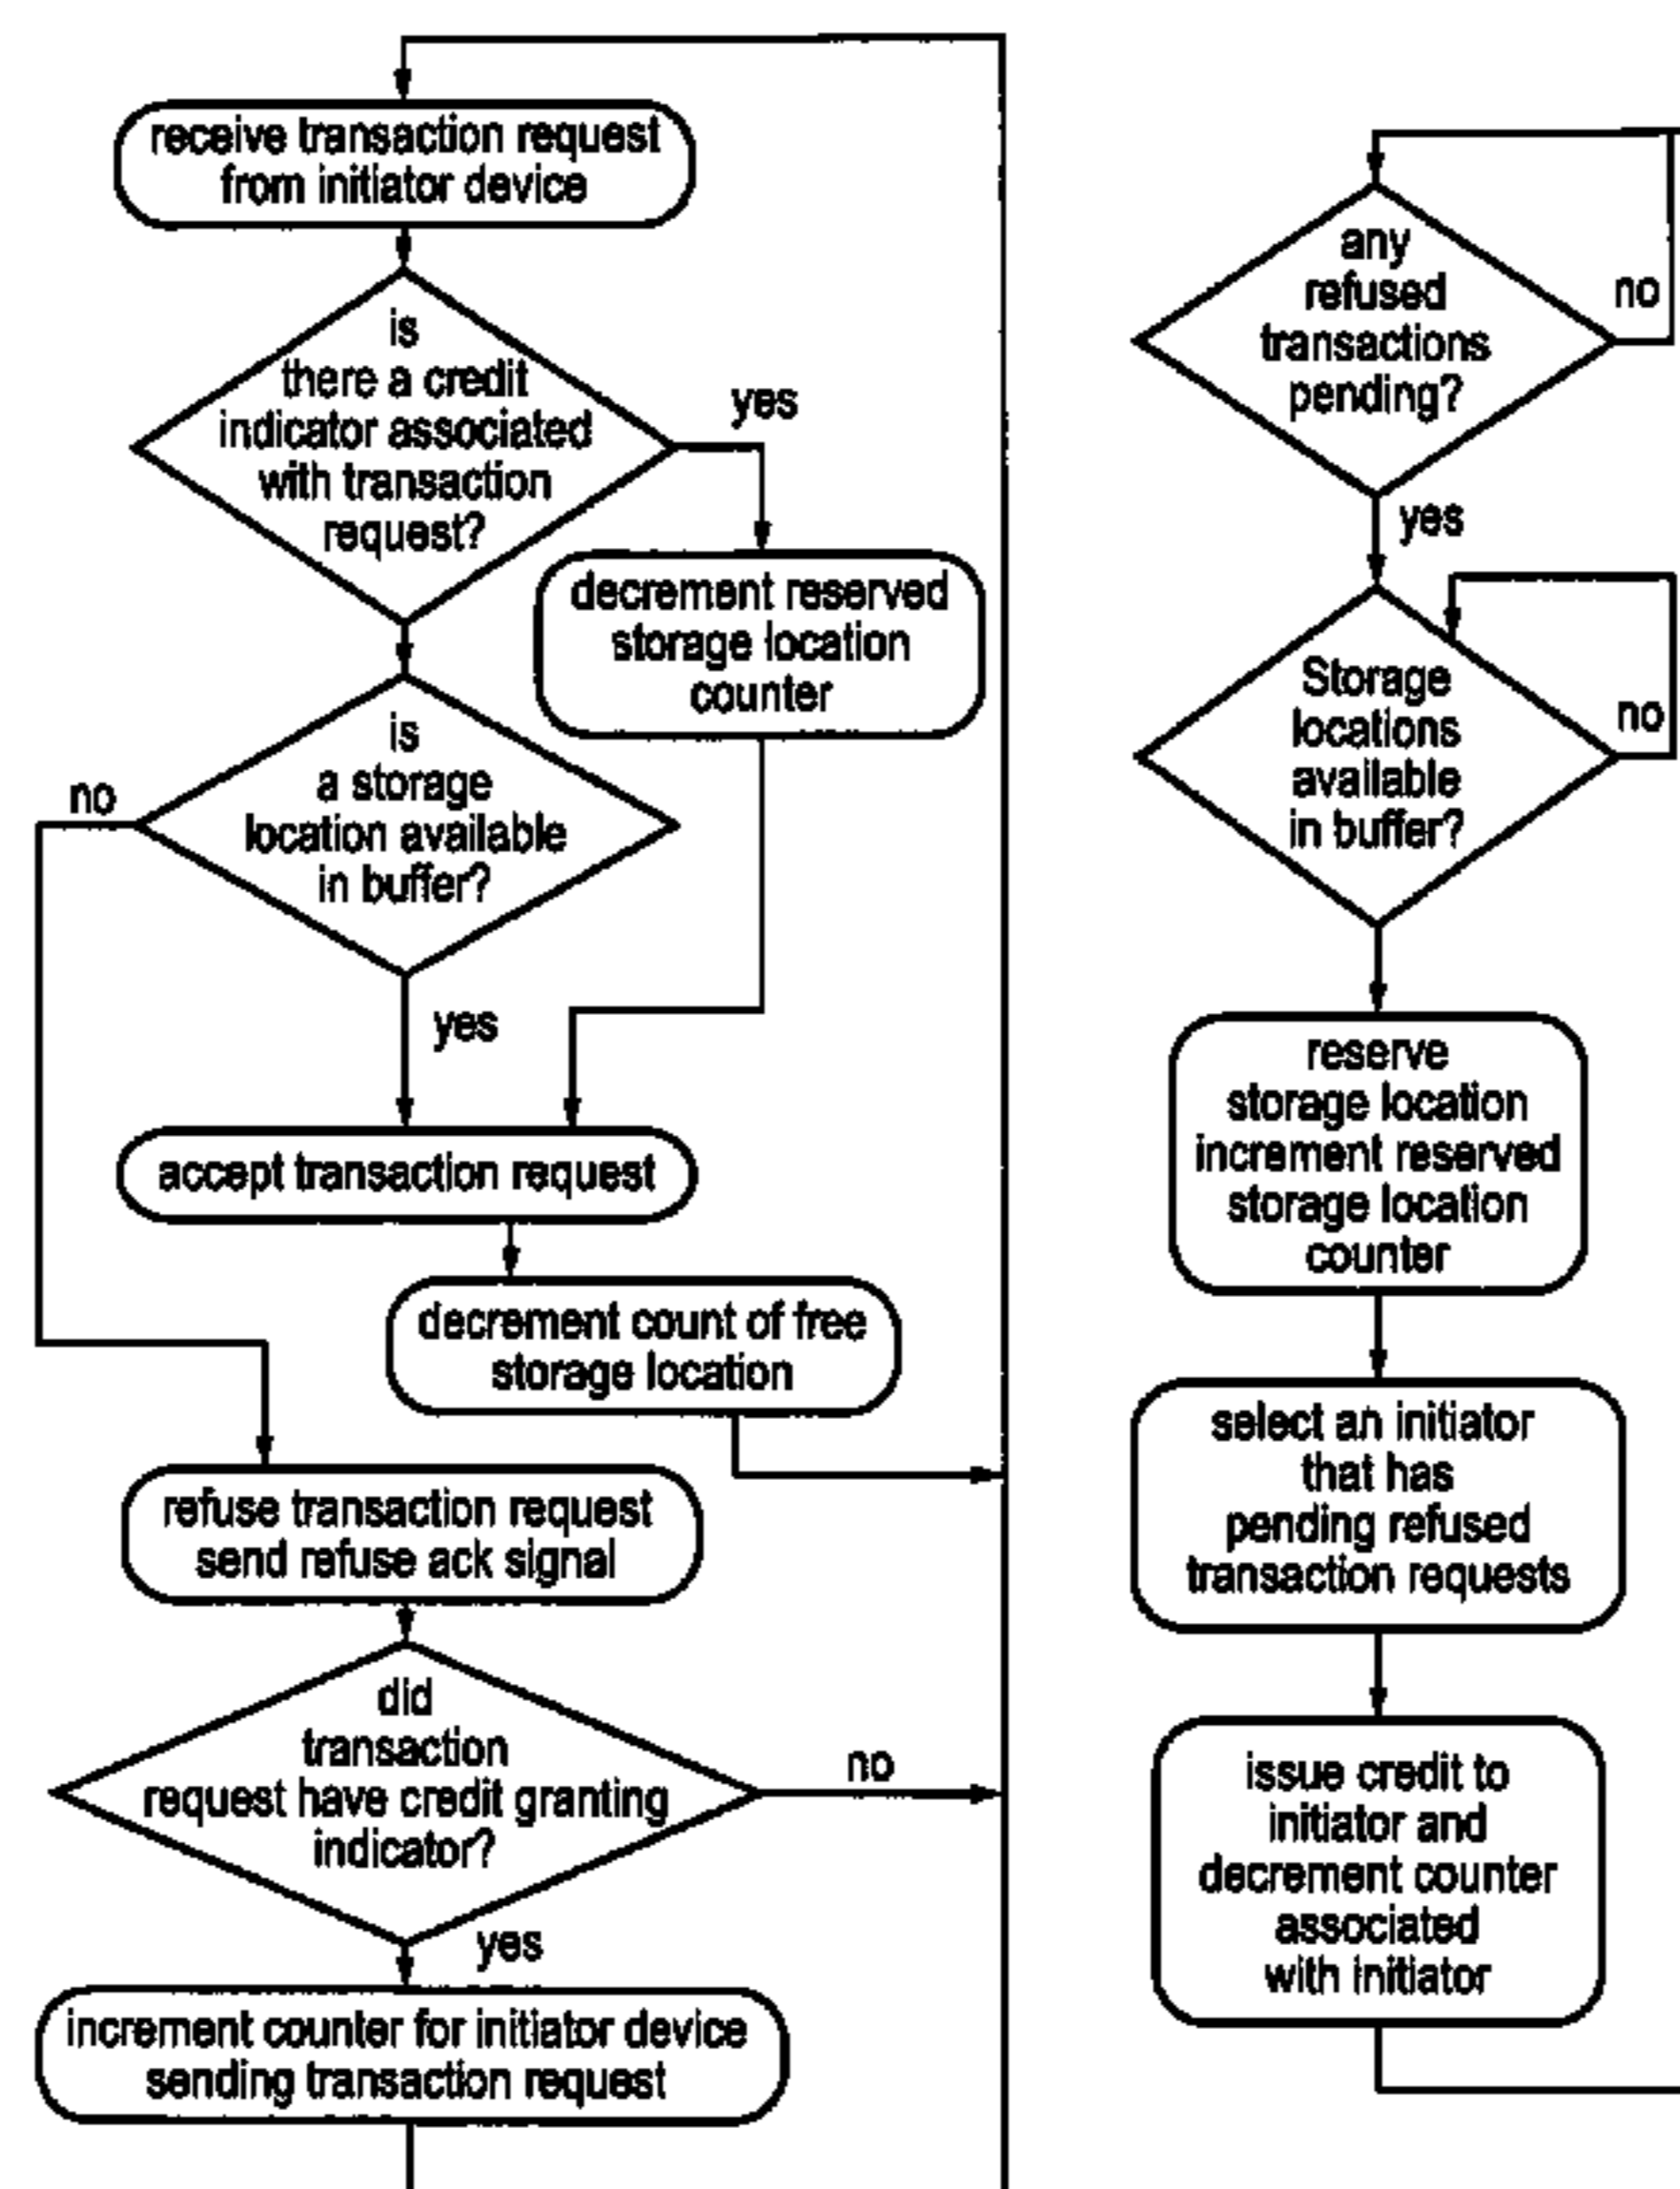 receive transaction request
from initiator device
is
there a credit
indicator associated
with transaction
request?
yes
decrement reserved
storage location
counter
is
a storage
location available
in buffer?
no
yes
accept transaction request
decrement count of free
storage location
refuse transaction request
send refuse ack signal
did
transaction
request have credit granting
indicator?
no
yes
increment counter for initiator device
sending transaction request
any
refused
transactions
pending?
no
yes
Storage
locations
available
in buffer?
no
reserve
storage location
increment reserved
storage location
counter
select an initiator
that has
pending refused
transaction requests
issue credit to
initiator and
decrement counter
associated
with initiator